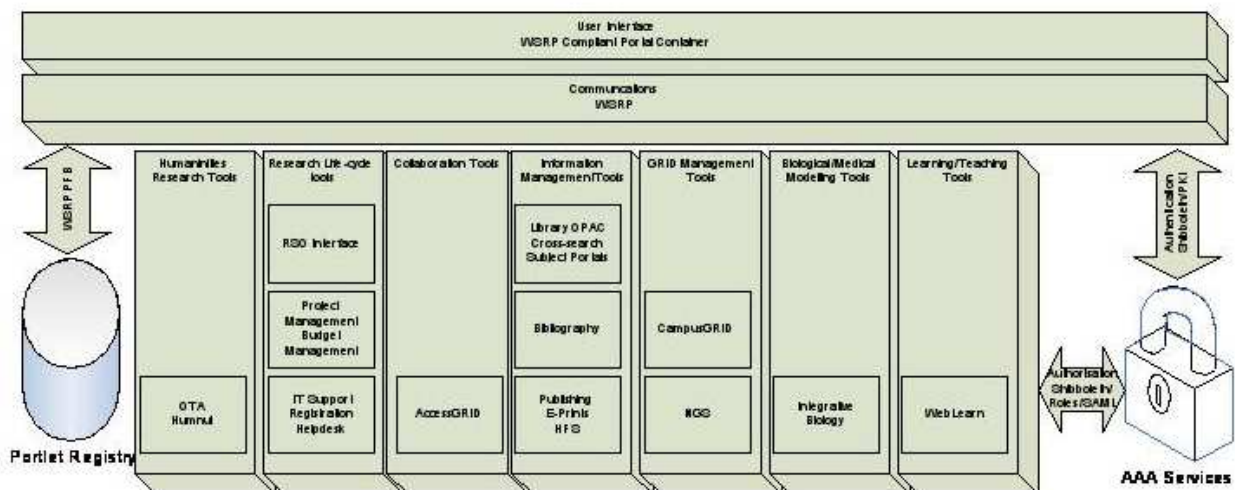 User Interface
WSRP Compliant Portal Container
Communications
WSRP
WSRP PFB
Humanities
Research Tools
OTA
Humbul
Research Life-cycle
tools
RSO Interface
Project
Management
Budget
Management
IT Support
Registration
Helpdesk
Collaboration Tools
AccessGRID
Information
Management Tools
Library OPAC
Cross-search
Subject Portals
Bibliography
Publishing
E-Prints
HFS
GRID Management
Tools
CampusGRID
NGS
Biological/Medical
Modelling Tools
Integrative
Biology
Learning/Teaching
Tools
WebLearn
Authentication
Shibboleth/PKI
Authorisation
Shibboleth/
Roles/SAML
Portlet Registry
AAA Services